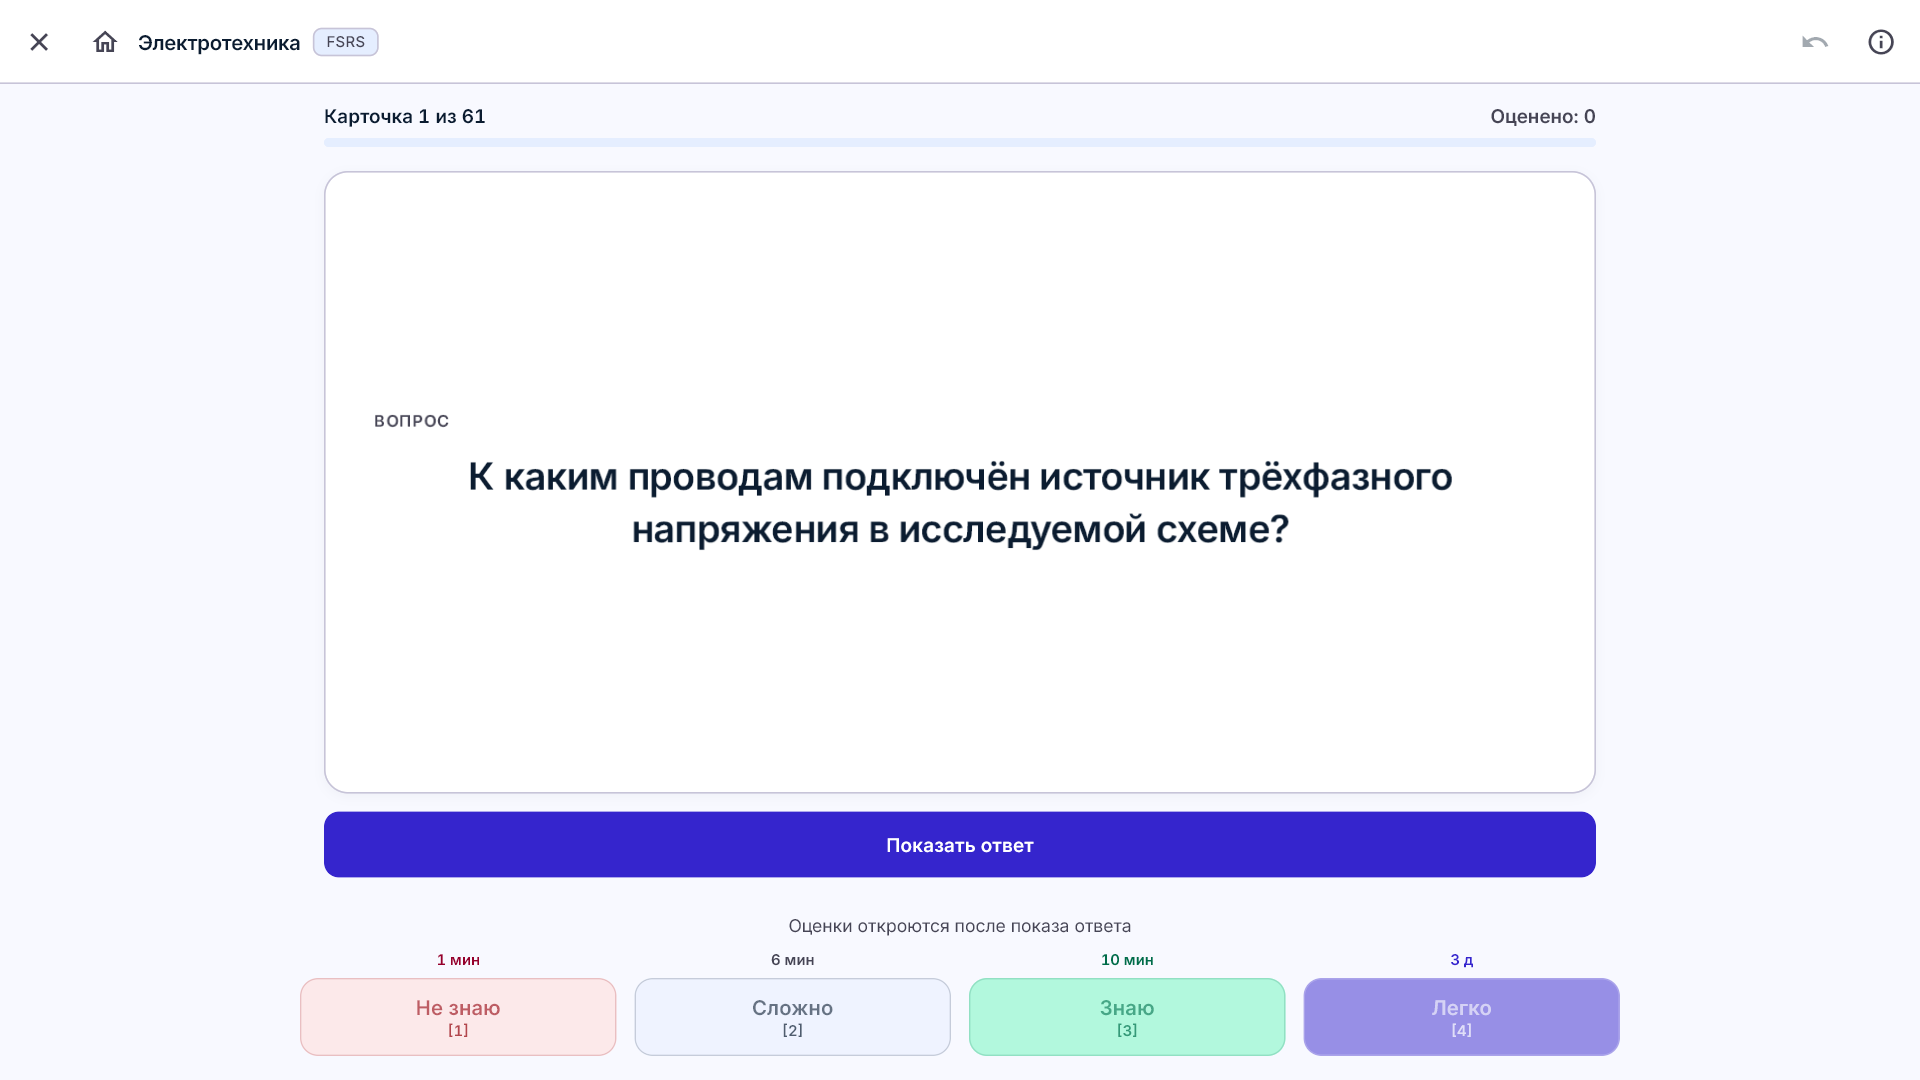 Электротехника
FSRS
Карточка 1 из 61
Оценено: 0
ВОПРОС
К каким проводам подключён источник трёхфазного
напряжения в исследуемой схеме?
Показать ответ
Оценки откроются после показа ответа
1 мин
6 мин
10 мин
3 д
Не знаю
[1]
Сложно
[2]
Знаю
[3]
Легко
[4]